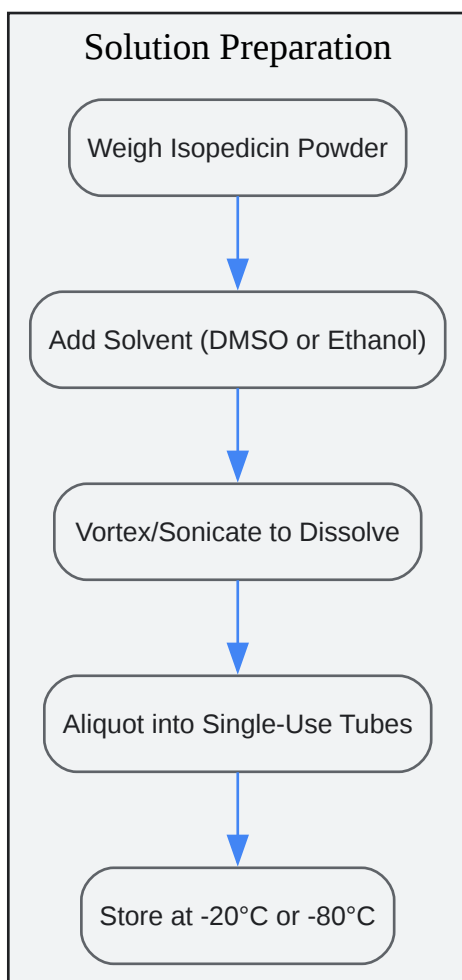 Solution Preparation
Weigh Isopedicin Powder
Add Solvent (DMSO or Ethanol)
Vortex/Sonicate to Dissolve
Aliquot into Single-Use Tubes
Store at -20°C or -80°C